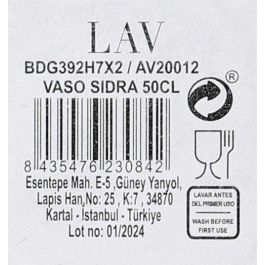 LAV
BDG392H7X2 / AV20012
VASO SIDRA 50CL
8 435476 230842
Esentepe Mah. E-5 ,Güney Yanyol,
Lapis Han,No: 25 , K:7 , 34870
Kartal - İstanbul - Türkiye
Lot no: 01/2024
®
LAVAR ANTES
DEL PRIMER USO
WASH BEFORE
FIRST USE